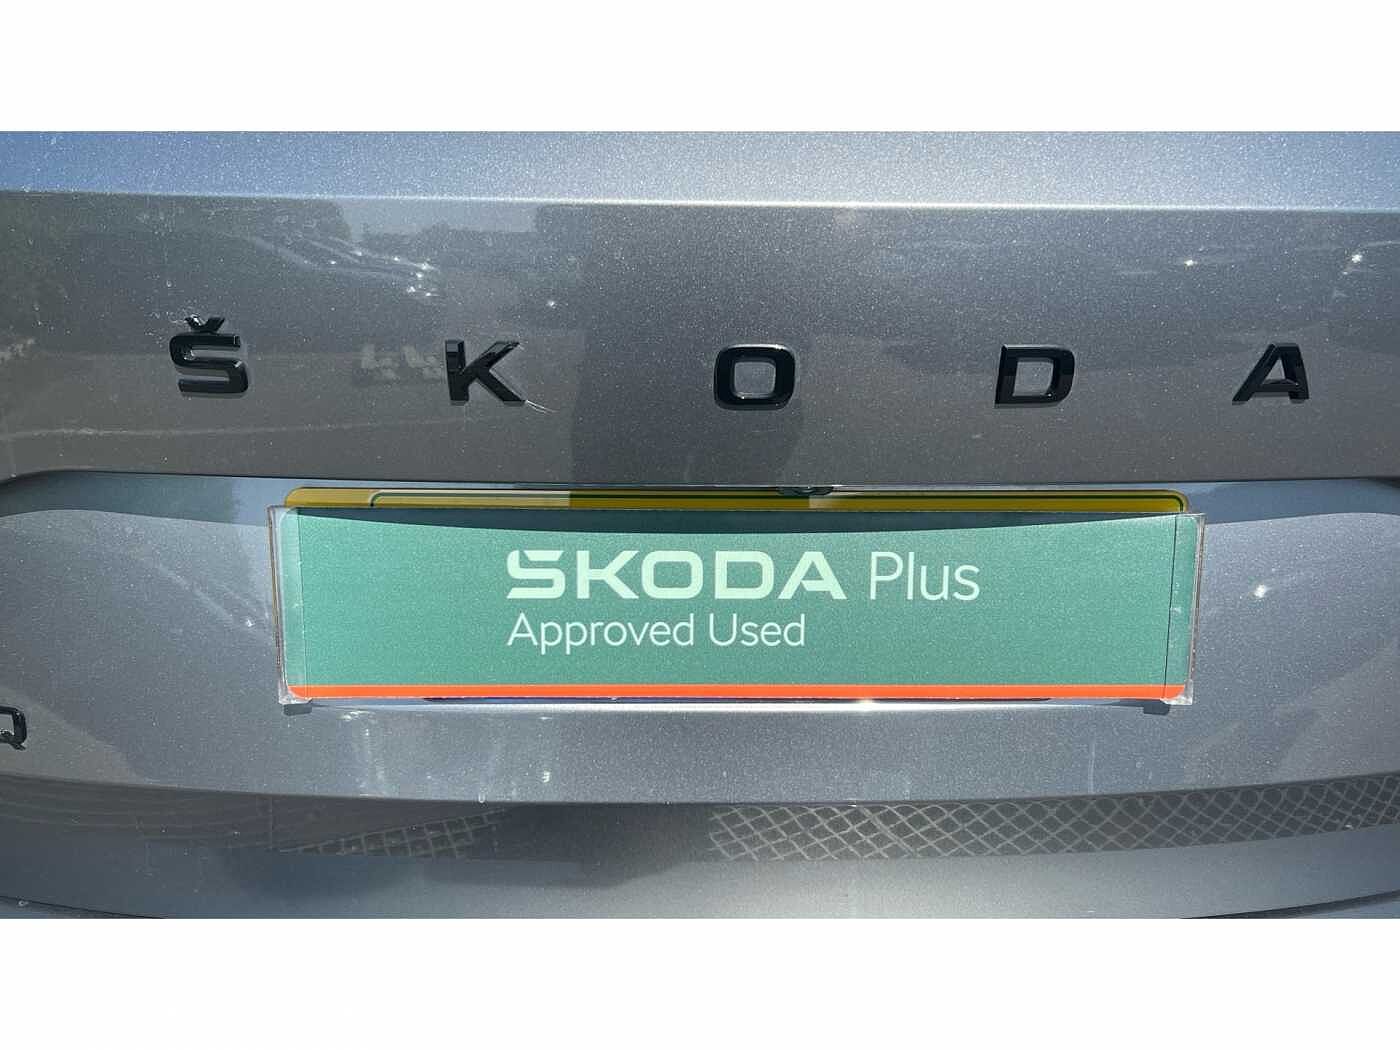 ŠKODA
ŠKODA Plus
Approved Used